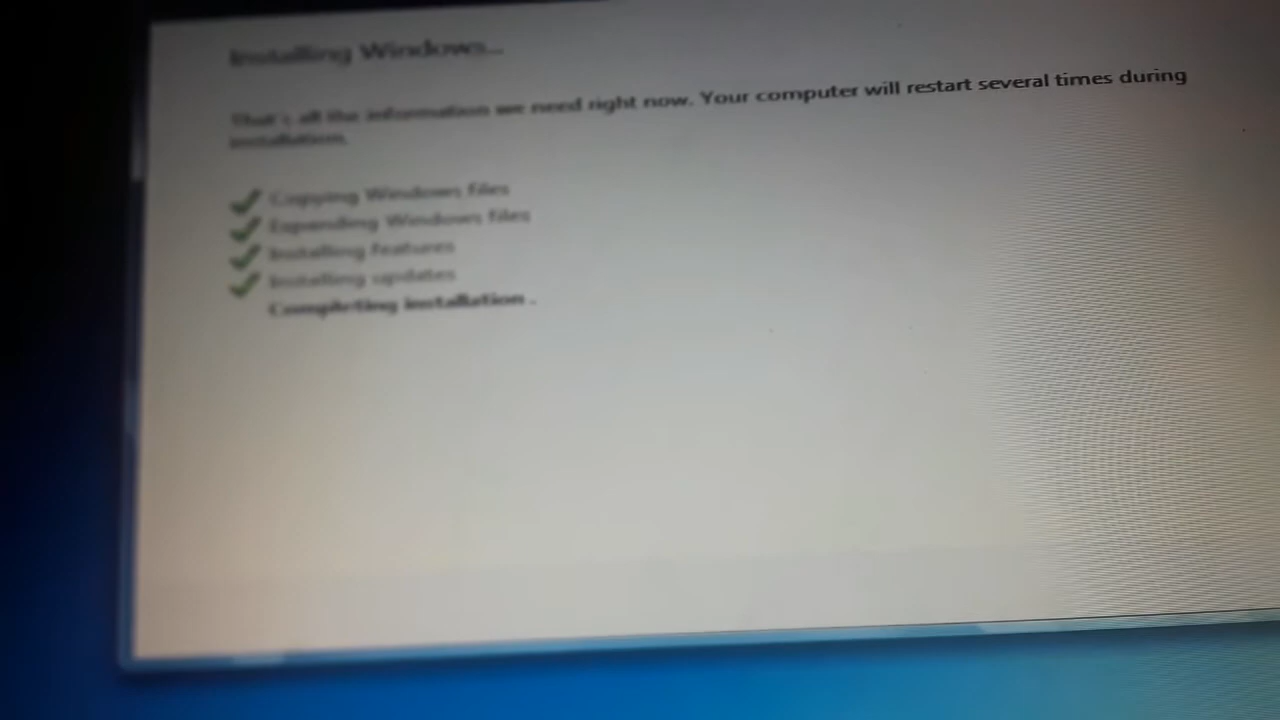 Installing Windows...
That's all the information we need right now. Your computer will restart several times during
installation.
Copying Windows files
Expanding Windows files
Installing features
Installing updates
Completing installation .